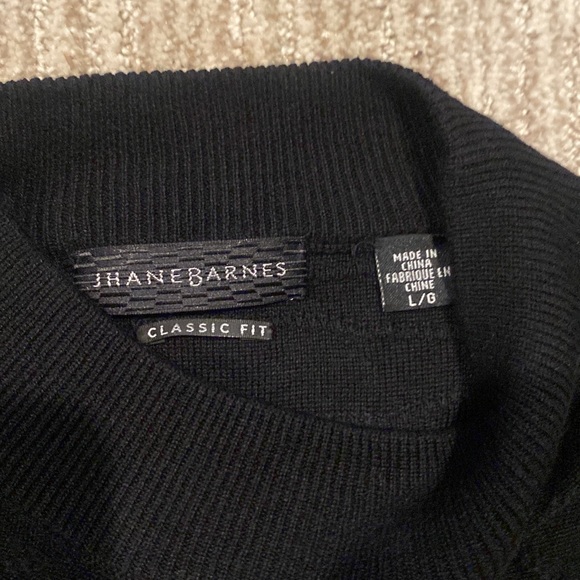 JHANEBARNES
CLASSIC FIT
MADE IN
CHINA
FABRIQUE EN
CHINE
L/G